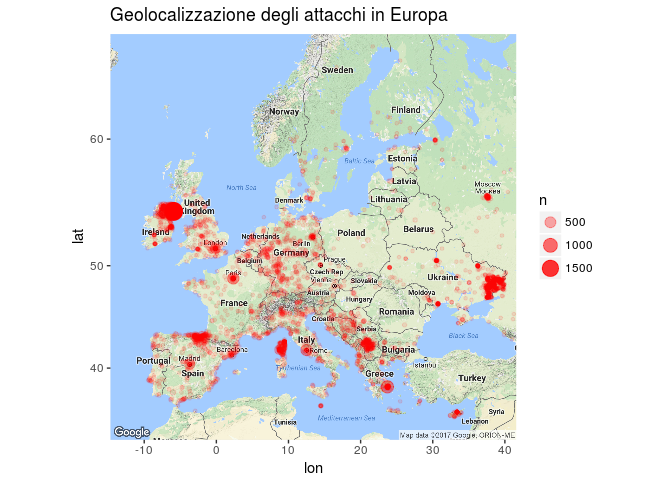 Geolocalizzazione degli attacchi in Europa
Sweden
Norway
Finland
60
Estonia
Baltic Sea
Moscow
Москва
North Sea
Latvia
Denmark
Lithuania
United
Kingdom
Ireland
Belarus
London
Netherlands
Berlin
Poland
Belgium
Germany
50
Prague
Czech Rep
Paris
Vienna
Slovakia
Ukraine
Austria
Hungary
Moldova
France
Croatia
Romania
Serbia
Black Sea
Italy
Bulgaria
Barcelona
Rome
Portugal
Madrid
Spain
Istanbul
40
Tyrrhenian Sea
Greece
Turkey
Syria
Mediterranean Sea
Tunisia
Lebanon
Google
Map data ©2017 Google, ORION-ME
-10
0
10
20
30
40
lon
lat
n
500
1000
1500